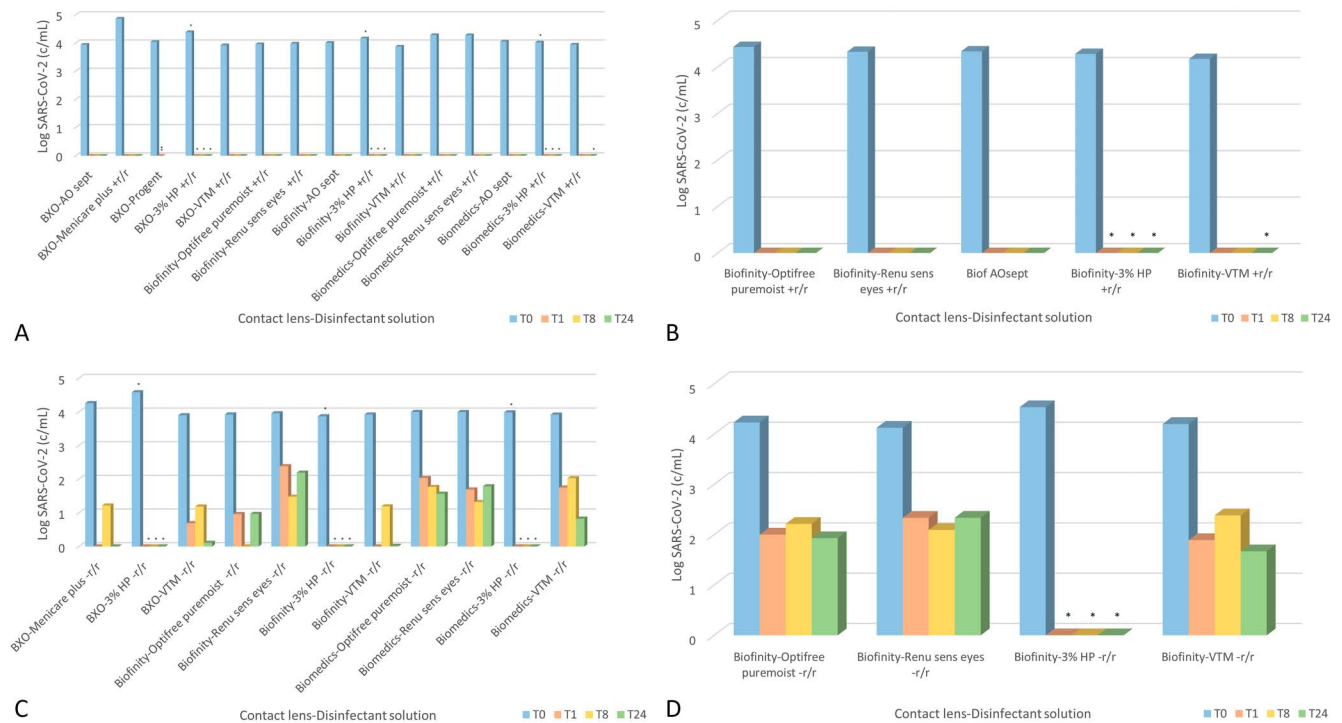 Log SARS-CoV-2 (c/mL)
5
4
3
2
1
0
BXO-AO sept
BXO-Menicare plus +r/r
BXO-Progent
BXO-3% HP +r/r
BXO-VTM +r/r
Biofinity-Optifree puremoist +r/r
Biofinity-Renu sens eyes +r/r
Biofinity-AO sept
Biofinity-3% HP +r/r
Biofinity-VTM +r/r
Biomedics-Optifree puremoist +r/r
Biomedics-Renu sens eyes +r/r
Biomedics-AO sept
Biomedics-3% HP +r/r
Biomedics-VTM +r/r
Contact lens-Disinfectant solution
T0 T1 T8 T24
A
Log SARS-CoV-2 (c/mL)
5
4
3
2
1
0
* * * *
Biofinity-Optifree
puremoist +r/r
Biofinity-Renu sens
eyes +r/r
Biof AOsept
Biofinity-3% HP
+r/r
Biofinity-VTM +r/r
Contact lens-Disinfectant solution
T0 T1 T8 T24
B
Log SARS-CoV-2 (c/mL)
5
4
3
2
1
0
BXO-Menicare plus -r/r
BXO-3% HP -r/r
BXO-VTM -r/r
Biofinity-Optifree puremoist -r/r
Biofinity-Renu sens eyes -r/r
Biofinity-3% HP -r/r
Biofinity-VTM -r/r
Biomedics-Optifree puremoist -r/r
Biomedics-Renu sens eyes -r/r
Biomedics-3% HP -r/r
Biomedics-VTM -r/r
Contact lens-Disinfectant solution
T0 T1 T8 T24
C
Log SARS-CoV-2 (c/mL)
5
4
3
2
1
0
* * *
Biofinity-Optifree
puremoist -r/r
Biofinity-Renu sens eyes
-r/r
Biofinity-3% HP -r/r
Biofinity-VTM -r/r
Contact lens-Disinfectant solution
T0 T1 T8 T24
D